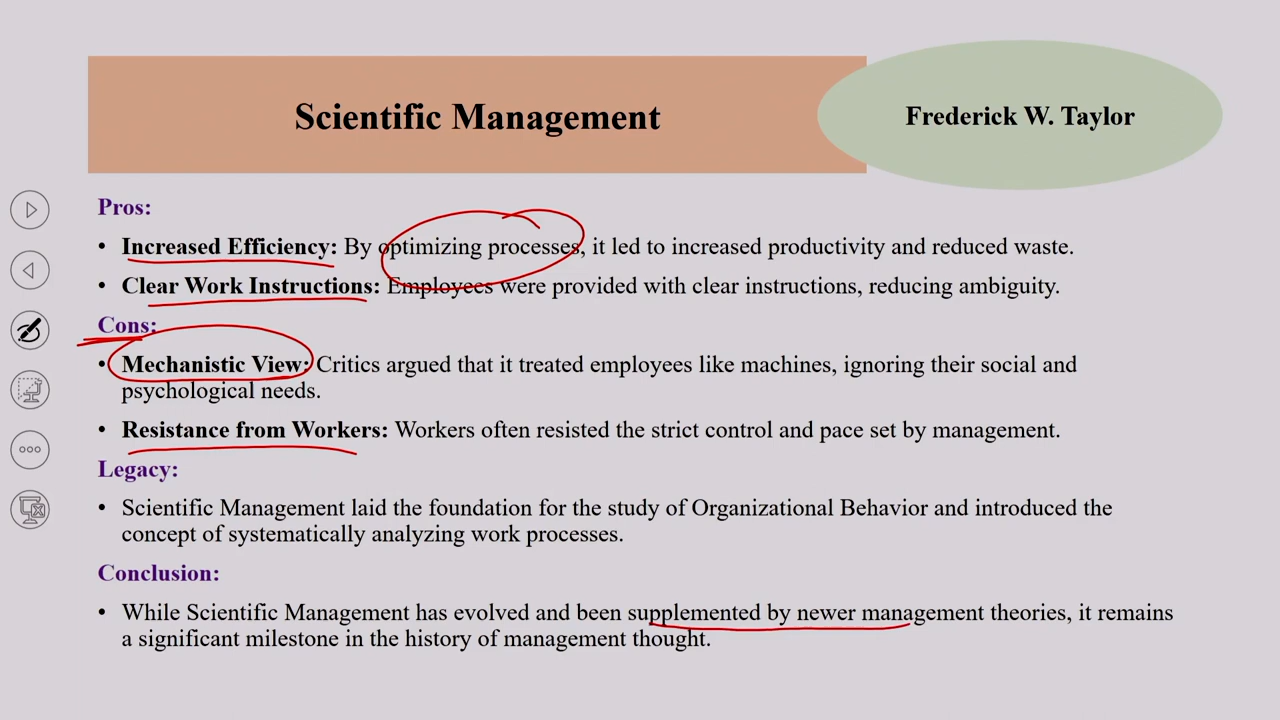 Scientific Management
Frederick W. Taylor
Pros:
• Increased Efficiency: By optimizing processes, it led to increased productivity and reduced waste.
• Clear Work Instructions: Employees were provided with clear instructions, reducing ambiguity.
Cons:
• Mechanistic View: Critics argued that it treated employees like machines, ignoring their social and
psychological needs.
• Resistance from Workers: Workers often resisted the strict control and pace set by management.
Legacy:
• Scientific Management laid the foundation for the study of Organizational Behavior and introduced the
concept of systematically analyzing work processes.
Conclusion:
• While Scientific Management has evolved and been supplemented by newer management theories, it remains
a significant milestone in the history of management thought.